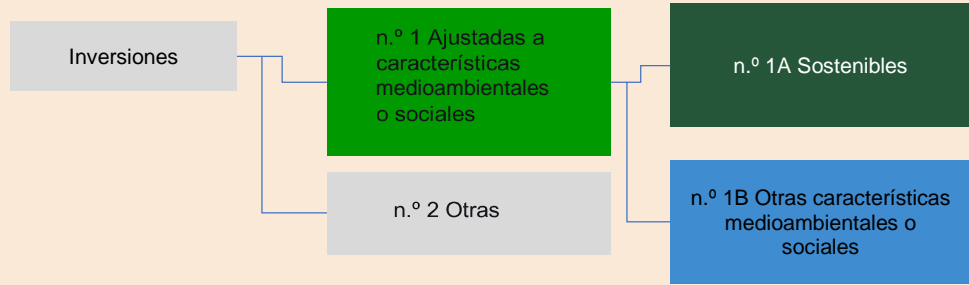 Inversiones
n.º 1 Ajustadas a
características
medioambientales
o sociales
n.º 2 Otras
n.º 1A Sostenibles
n.º 1B Otras características
medioambientales o
sociales